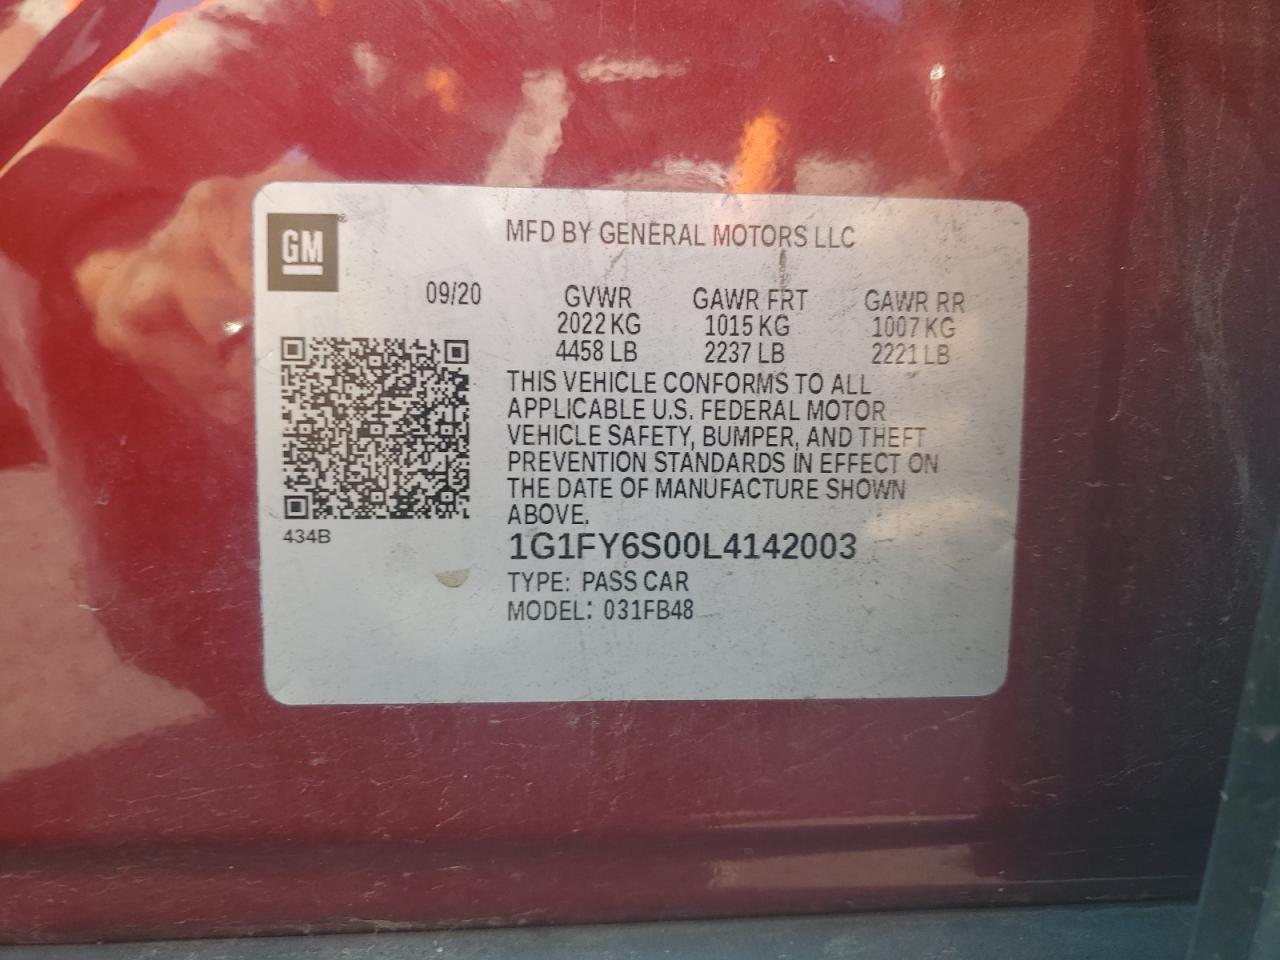 GM
MFD BY GENERAL MOTORS LLC
09/20 GVWR GAWR FRT GAWR RR
2022 KG 1015 KG 1007 KG
4458 LB 2237 LB 2221 LB
THIS VEHICLE CONFORMS TO ALL
APPLICABLE U.S. FEDERAL MOTOR
VEHICLE SAFETY, BUMPER, AND THEFT
PREVENTION STANDARDS IN EFFECT ON
THE DATE OF MANUFACTURE SHOWN
ABOVE.
434B
1G1FY6S00L4142003
TYPE: PASS CAR
MODEL: 031FB48